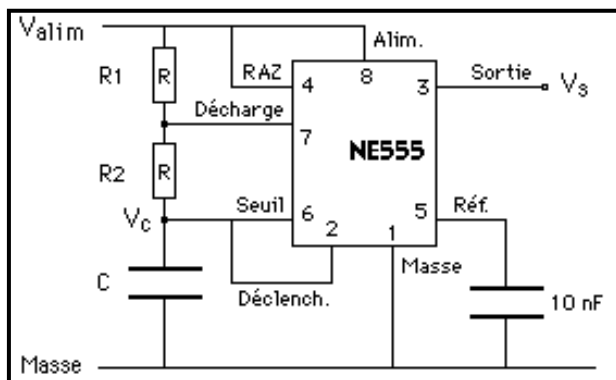 Valim
Alim.
R1
R
RAZ
4
8
3
Sortie
Vs
Décharge
7
NE555
R2
R
Vc
Seuil
6
2
1
5
Réf.
C
Déclench.
Masse
10 nF
Masse